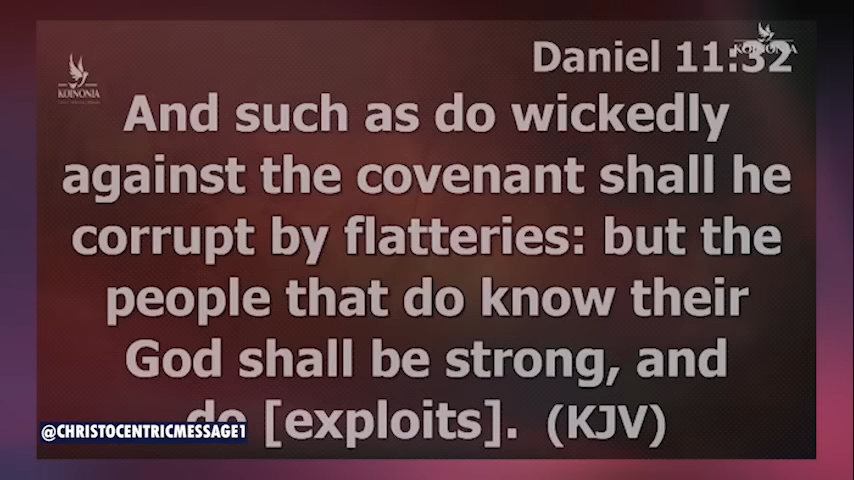 Daniel 11:32
KOINONIA
KOINONIA
And such as do wickedly
against the covenant shall he
corrupt by flatteries: but the
people that do know their
God shall be strong, and
do [exploits]. (KJV)
@CHRISTOCENTRICMESSAGE1